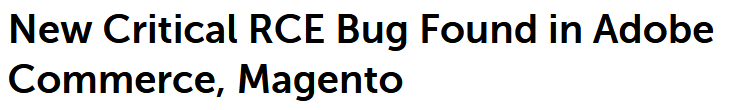 New Critical RCE Bug Found in Adobe
Commerce, Magento